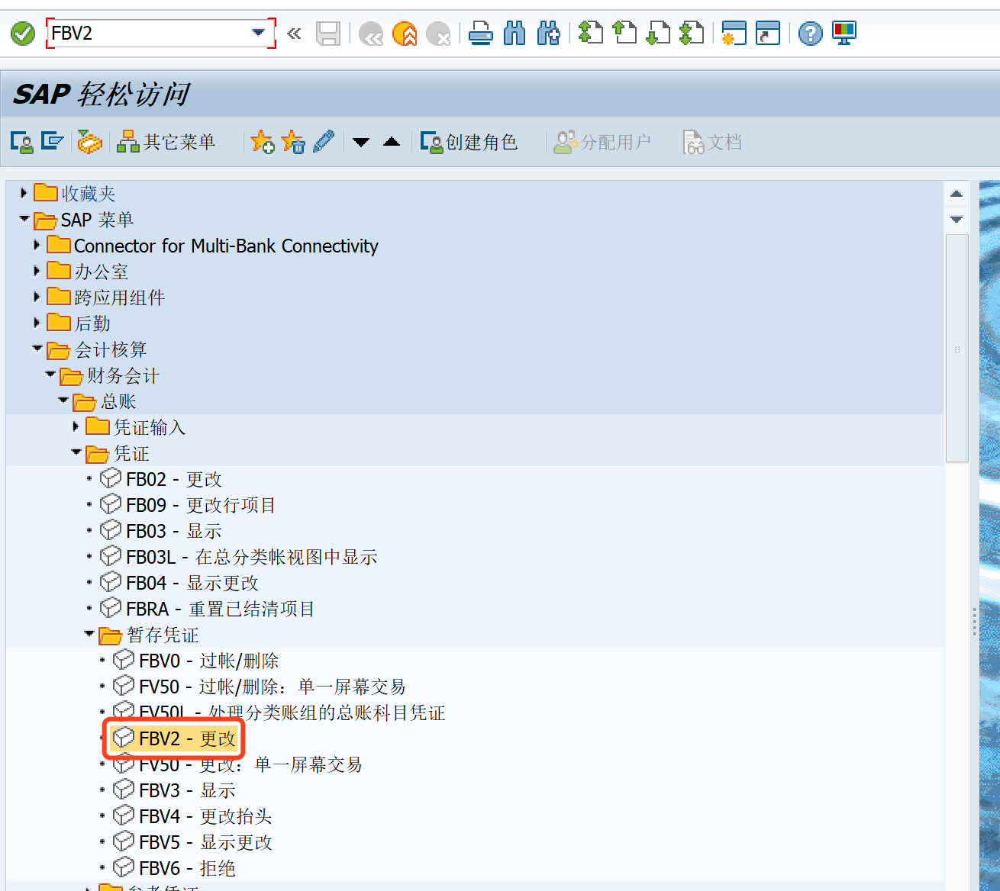 FBV2
SAP 轻松访问
其它菜单 创建角色 分配用户 文档
收藏夹
SAP 菜单
Connector for Multi-Bank Connectivity
办公室
跨应用组件
后勤
会计核算
财务会计
总账
凭证输入
凭证
FB02 - 更改
FB09 - 更改行项目
FB03 - 显示
FB03L - 在总分类帐视图中显示
FB04 - 显示更改
FBRA - 重置已结清项目
暂存凭证
FBV0 - 过帐/删除
FV50 - 过帐/删除：单一屏幕交易
FV50L - 处理分类账组的总账科目凭证
FBV2 - 更改
FV50 - 更改：单一屏幕交易
FBV3 - 显示
FBV4 - 更改抬头
FBV5 - 显示更改
FBV6 - 拒绝
参考凭证